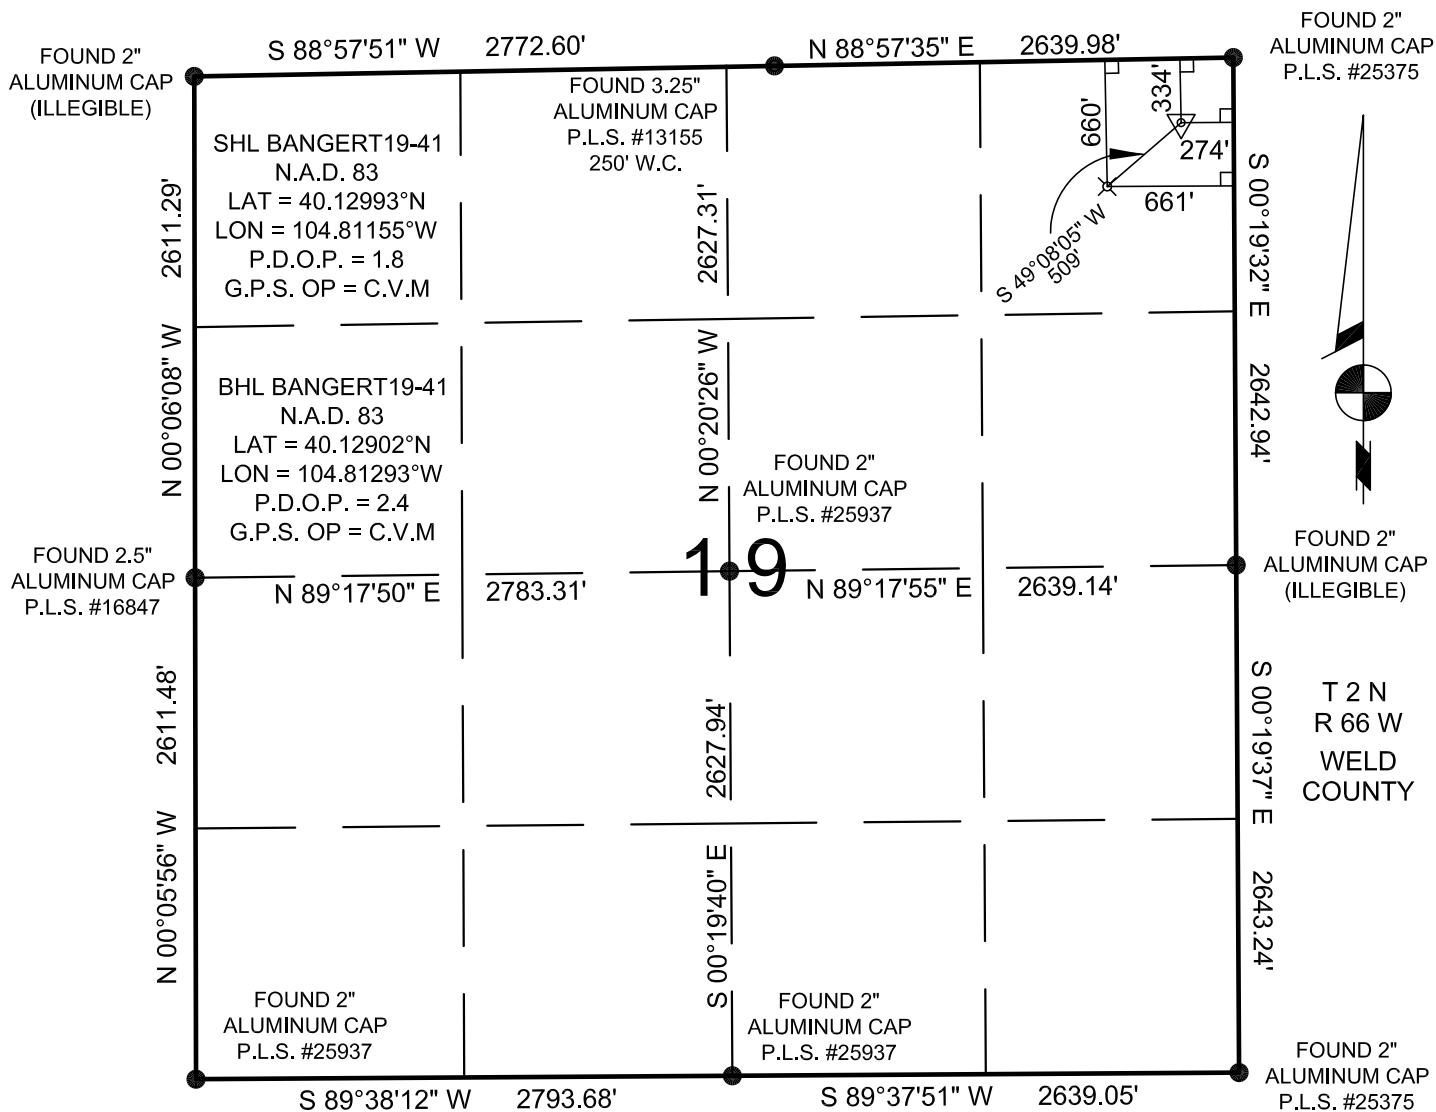 S 88°57'51" W 2772.60'
N 88°57'35" E 2639.98'
FOUND 2"
ALUMINUM CAP
(ILLEGIBLE)
FOUND 3.25"
ALUMINUM CAP
P.L.S. #13155
250' W.C.
FOUND 2"
ALUMINUM CAP
P.L.S. #25375
SHL BANGERT19-41
N.A.D. 83
LAT = 40.12993°N
LON = 104.81155°W
P.D.O.P. = 1.8
G.P.S. OP = C.V.M
660'
334'
274'
661'
S 49°08'05" W
509'
N 00°06'08" W 2611.29'
N 00°20'26" W 2627.31'
S 00°19'32" E 2642.94'
BHL BANGERT19-41
N.A.D. 83
LAT = 40.12902°N
LON = 104.81293°W
P.D.O.P. = 2.4
G.P.S. OP = C.V.M
FOUND 2"
ALUMINUM CAP
P.L.S. #25937
FOUND 2.5"
ALUMINUM CAP
P.L.S. #16847
19
FOUND 2"
ALUMINUM CAP
(ILLEGIBLE)
N 89°17'50" E 2783.31'
N 89°17'55" E 2639.14'
N 00°05'56" W 2611.48'
S 00°19'40" E 2627.94'
S 00°19'37" E 2643.24'
T 2 N
R 66 W
WELD
COUNTY
FOUND 2"
ALUMINUM CAP
P.L.S. #25937
FOUND 2"
ALUMINUM CAP
P.L.S. #25937
FOUND 2"
ALUMINUM CAP
P.L.S. #25375
S 89°38'12" W 2793.68'
S 89°37'51" W 2639.05'